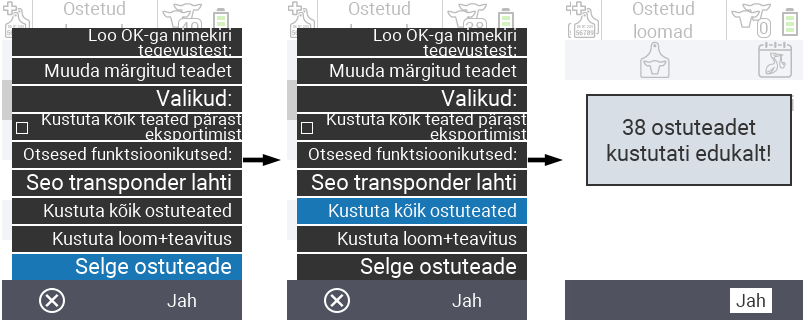 Ostetud
Loo OK-ga nimekiri
tegevustest:
Muuda märgitud teadet
Valikud:
Kustuta kõik teated pärast
eksportimist
Otsesed funktsioonikutsed:
Seo transponder lahti
Kustuta kõik ostuteated
Kustuta loom+teavitus
Selge ostuteade
Jah
Ostetud
Loo OK-ga nimekiri
tegevustest:
Muuda märgitud teadet
Valikud:
Kustuta kõik teated pärast
eksportimist
Otsesed funktsioonikutsed:
Seo transponder lahti
Kustuta kõik ostuteated
Kustuta loom+teavitus
Selge ostuteade
Jah
Ostetud
loomad
0
56789
38 ostuteadet
kustutati edukalt!
Jah